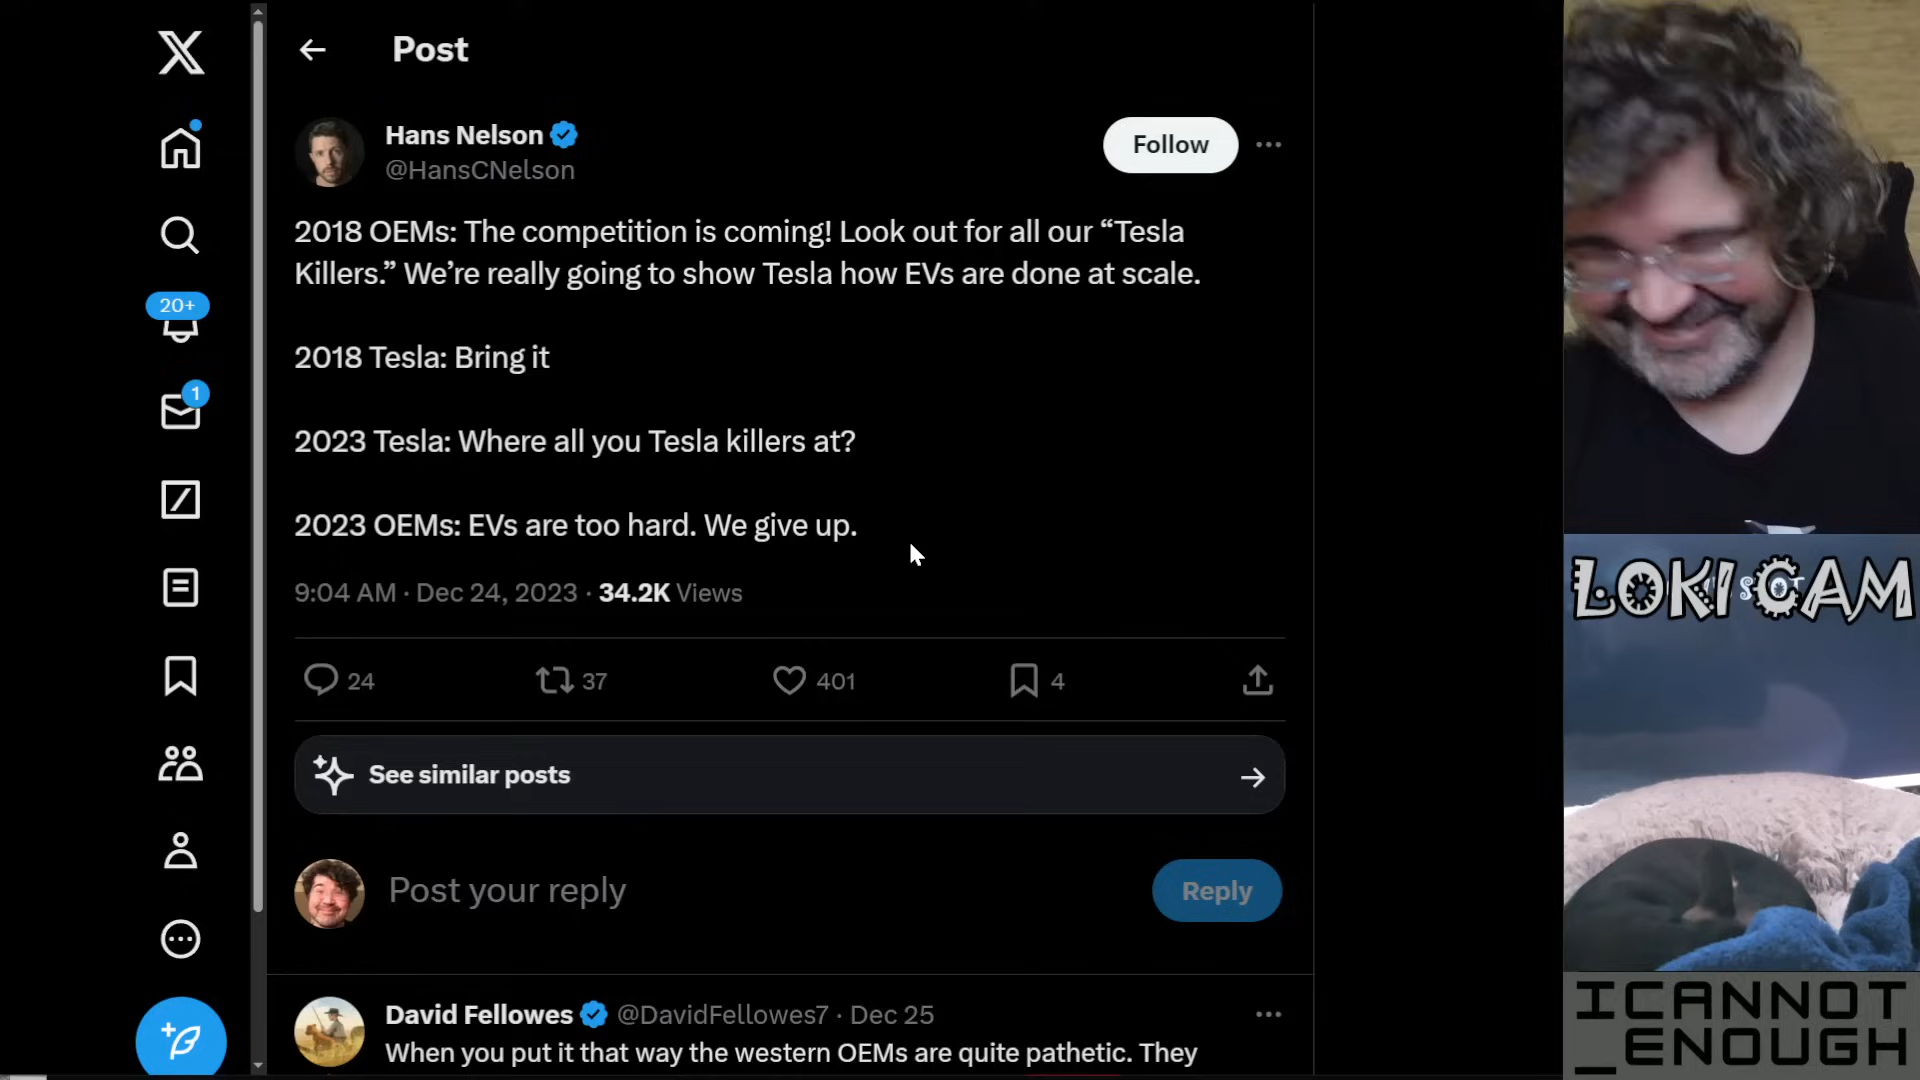 Post
Hans Nelson
@HansCNelson
Follow
2018 OEMs: The competition is coming! Look out for all our “Tesla
Killers.” We’re really going to show Tesla how EVs are done at scale.
2018 Tesla: Bring it
2023 Tesla: Where all you Tesla killers at?
2023 OEMs: EVs are too hard. We give up.
9:04 AM · Dec 24, 2023 · 34.2K Views
24 37 401 4
See similar posts
Post your reply
Reply
David Fellowes @DavidFellowes7 · Dec 25
When you put it that way the western OEMs are quite pathetic. They
20+
1
LOKI CAM
ICANNOT
_ENOUGH